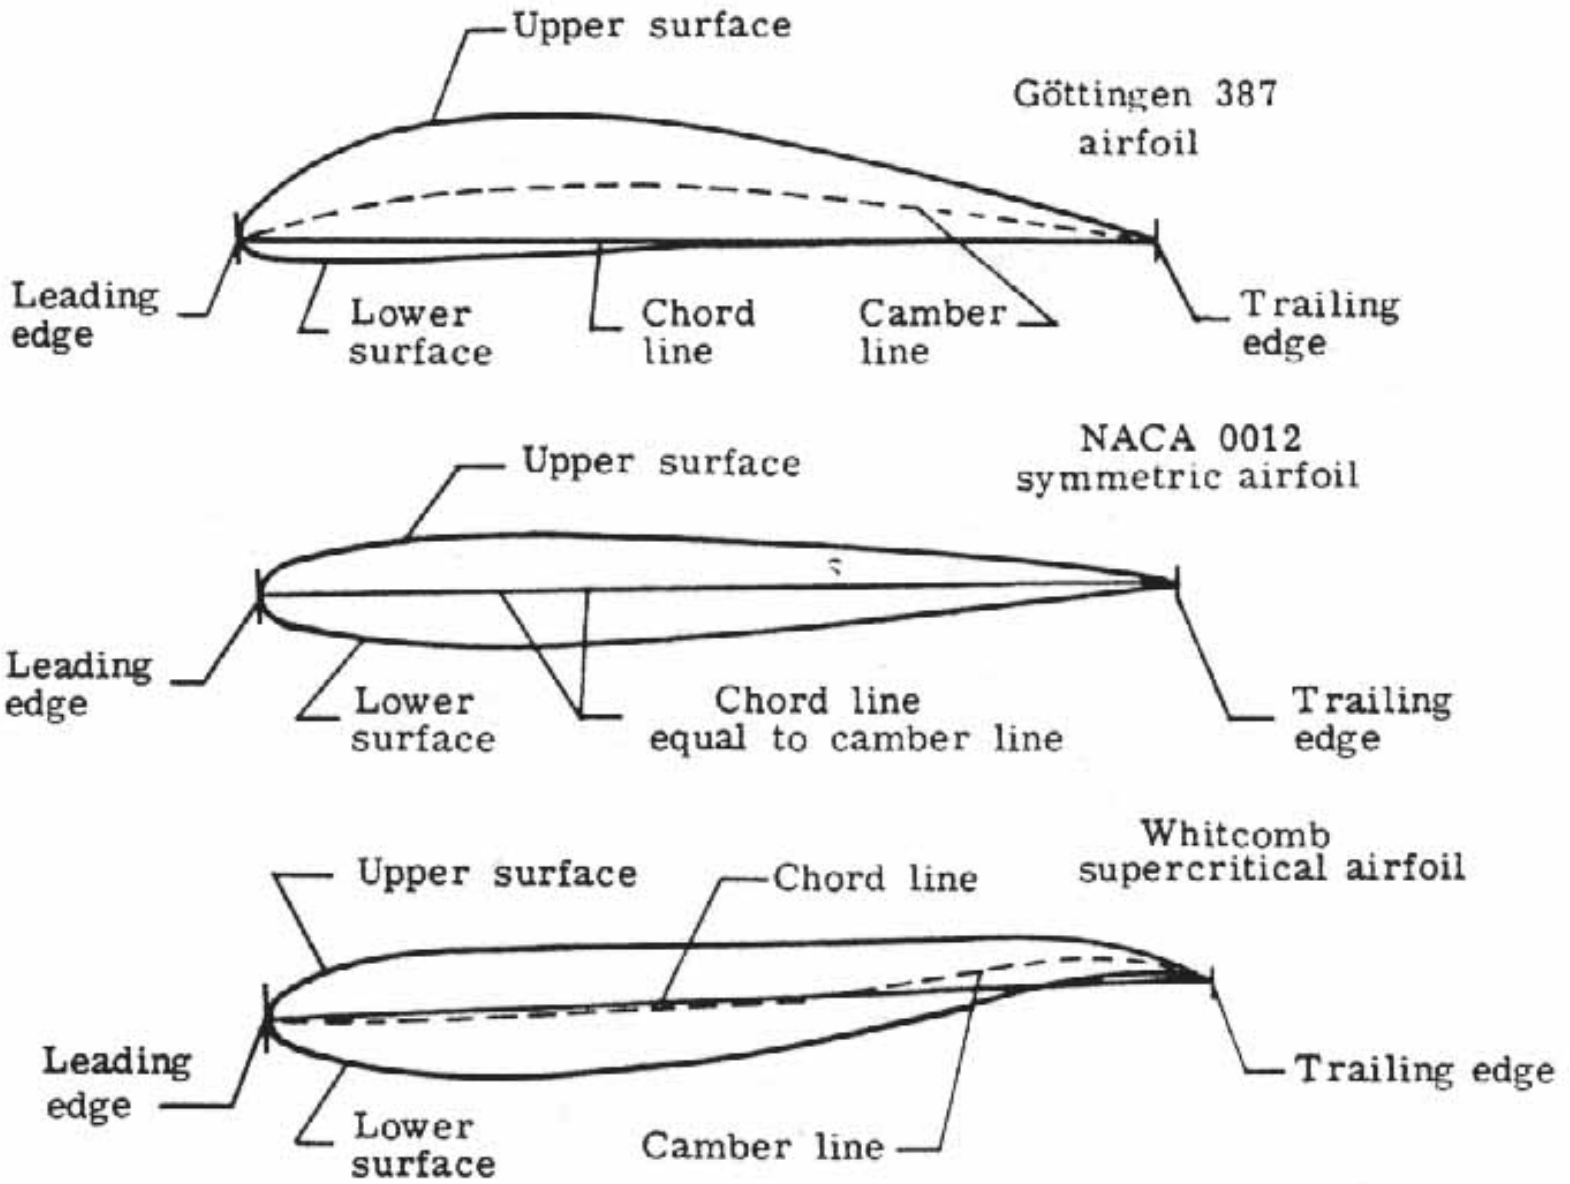 Upper surface
Göttingen 387
airfoil
Leading
edge
Lower
surface
Chord
line
Camber
line
Trailing
edge
Upper surface
NACA 0012
symmetric airfoil
Leading
edge
Lower
surface
Chord line
equal to camber line
Trailing
edge
Whitcomb
supercritical airfoil
Upper surface
Chord line
Leading
edge
Lower
surface
Camber line
Trailing edge